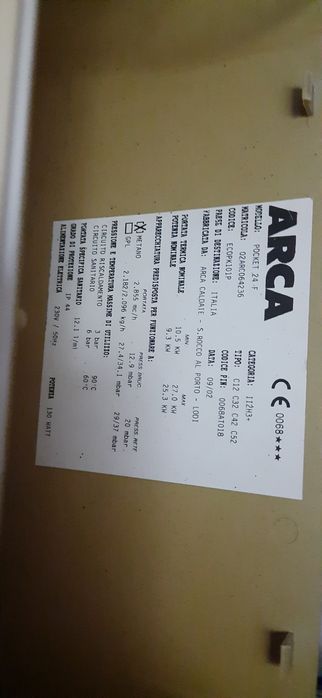 ARCA
CE 0068 ★★★
MODELLO: POCKET 24-F CATEGORIA: II2H3+
MATRICOLA: 02ARC064236 TIPO: C12 C32 C42 C52
CODICE: ECOPK101P CODICE PIN: 0068AT018
PAESI DI DESTINAZIONE: ITALIA DATA: 09/02
FABBRICATA DA: ARCA CALDAIE - S.ROCCO AL PORTO - LODI
MIN MAX
PORTATA TERMICA NOMINALE 10.5 KW 27.0 KW
POTENZA NOMINALE 9.3 KW 25.3 KW
APPARECCHIATURA PREDISPOSTA PER FUNZIONARE A:
PORTATA PRESS.BRUC. PRESS.RETE
[X] METANO 2.855 mc/h 12.9 mbar 20 mbar
GPL 2.182/2.096 kg/h 27.4/34.1 mbar 29/37 mbar
PRESSIONE E TEMPERATURA MASSIME DI UTILIZZO:
CIRCUITO RISCALDAMENTO 3 bar 90°C
CIRCUITO SANITARIO 6 bar 60°C
PORTATA SPECIFICA SANITARIO 12.1 l/mi
GRADO DI PROTEZIONE IP 44
ALIMENTAZIONE ELETTRICA 230V / 50Hz POTENZA 130 WATT